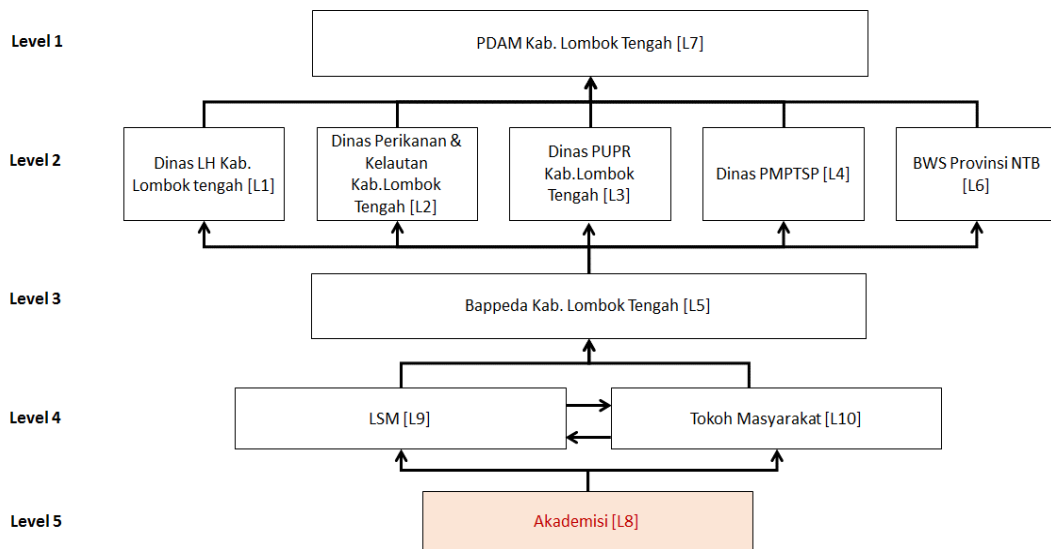 Level 1
PDAM Kab. Lombok Tengah [L7]
Level 2
Dinas LH Kab.
Lombok tengah [L1]
Dinas Perikanan &
Kelautan
Kab.Lombok
Tengah [L2]
Dinas PUPR
Kab.Lombok
Tengah [L3]
Dinas PMPTSP [L4]
BWS Provinsi NTB
[L6]
Level 3
Bappeda Kab. Lombok Tengah [L5]
Level 4
LSM [L9]
Tokoh Masyarakat [L10]
Level 5
Akademisi [L8]